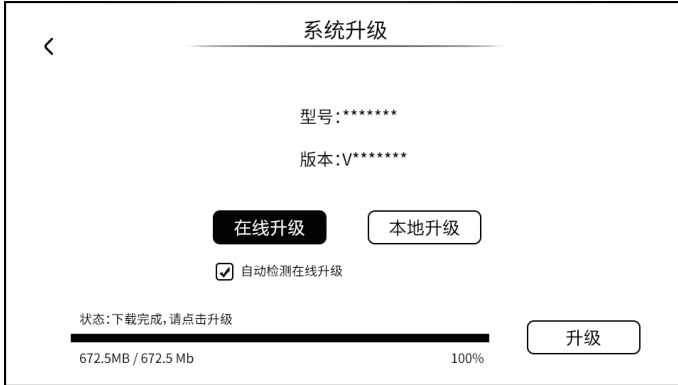 系统升级
型号:*******
版本:V*******
在线升级 本地升级
自动检测在线升级
状态:下载完成,请点击升级
升级
672.5MB / 672.5 Mb 100%